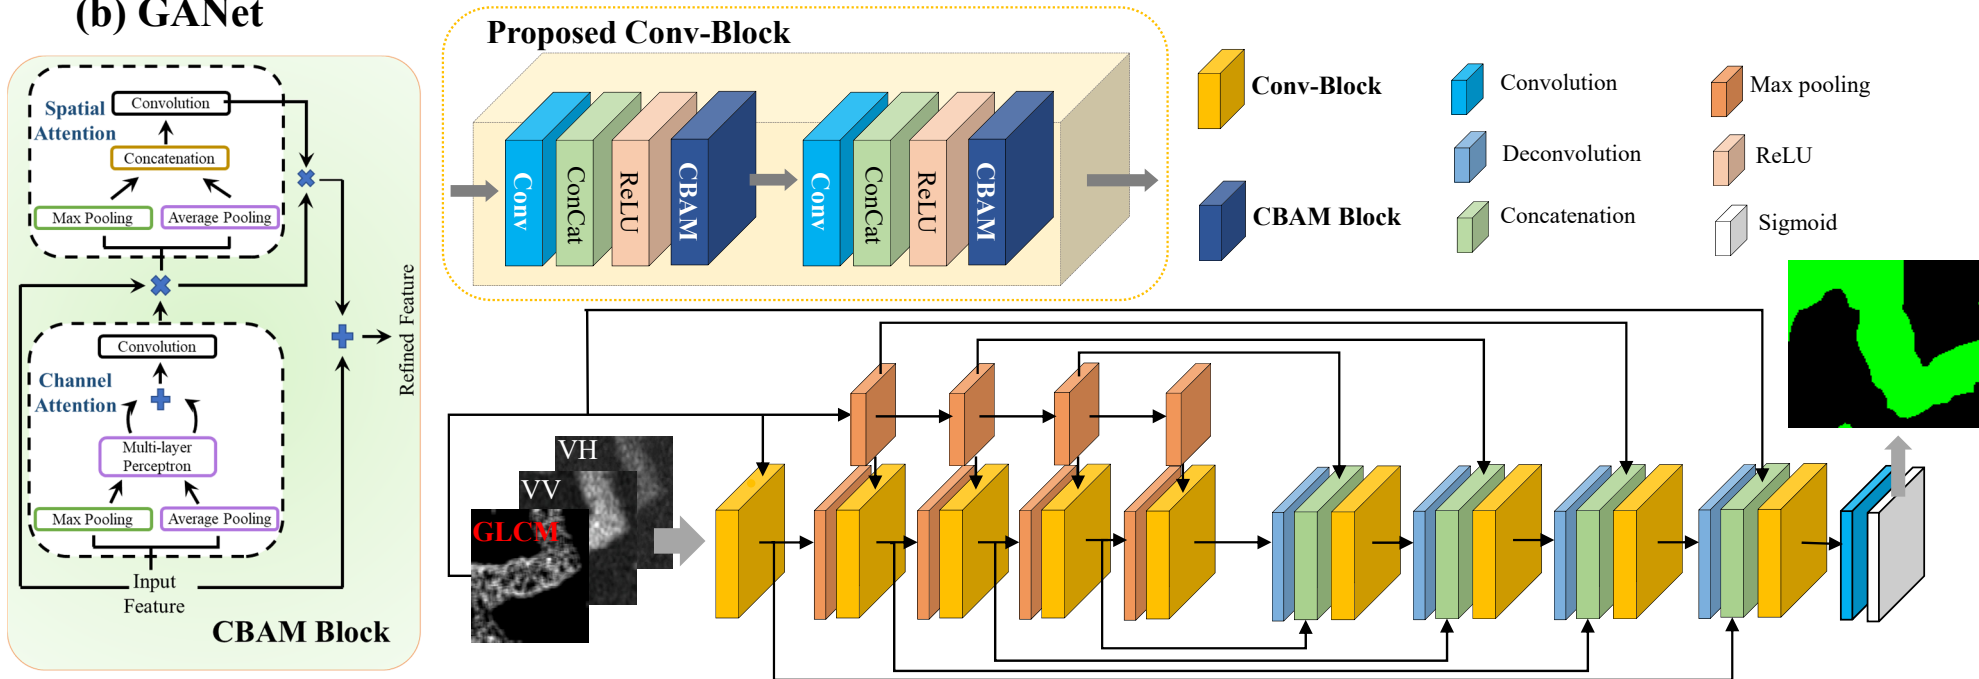 (b) GANet
Spatial
Attention
Convolution
Concatenation
Max Pooling
Average Pooling
Channel
Attention
Convolution
Multi-layer
Perceptron
Max Pooling
Average Pooling
Input
Feature
Refined Feature
CBAM Block
Proposed Conv-Block
Conv
ConCat
ReLU
CBAM
Conv
ConCat
ReLU
CBAM
Conv-Block
CBAM Block
Convolution
Deconvolution
Concatenation
Max pooling
ReLU
Sigmoid
VH
VV
GLCM